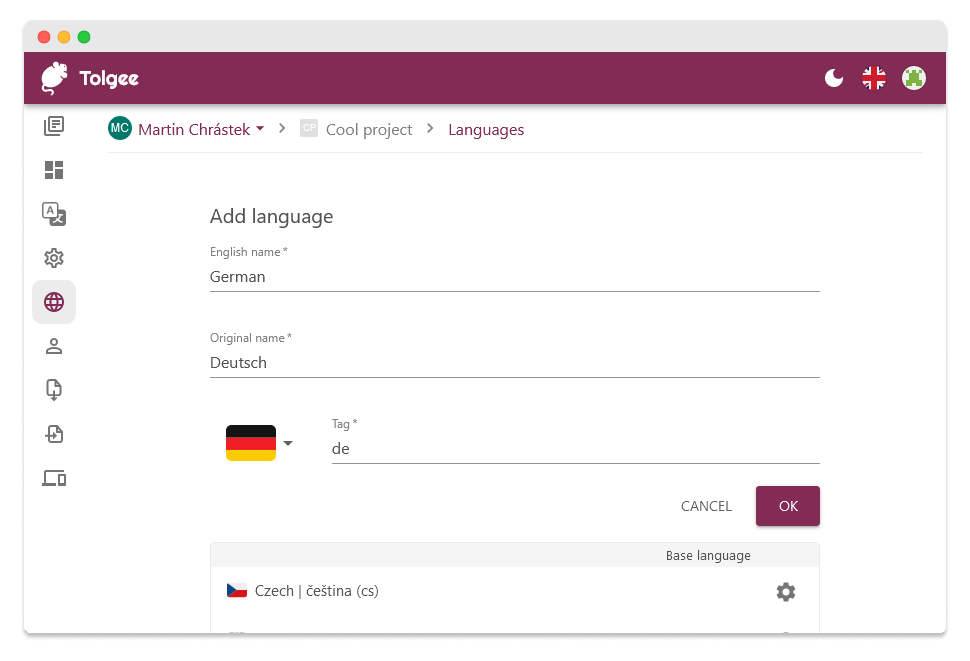 Tolgee
MC Martin Chrástek > CP Cool project > Languages
Add language
English name *
German
Original name *
Deutsch
Tag *
de
CANCEL OK
Base language
Czech | čeština (cs)